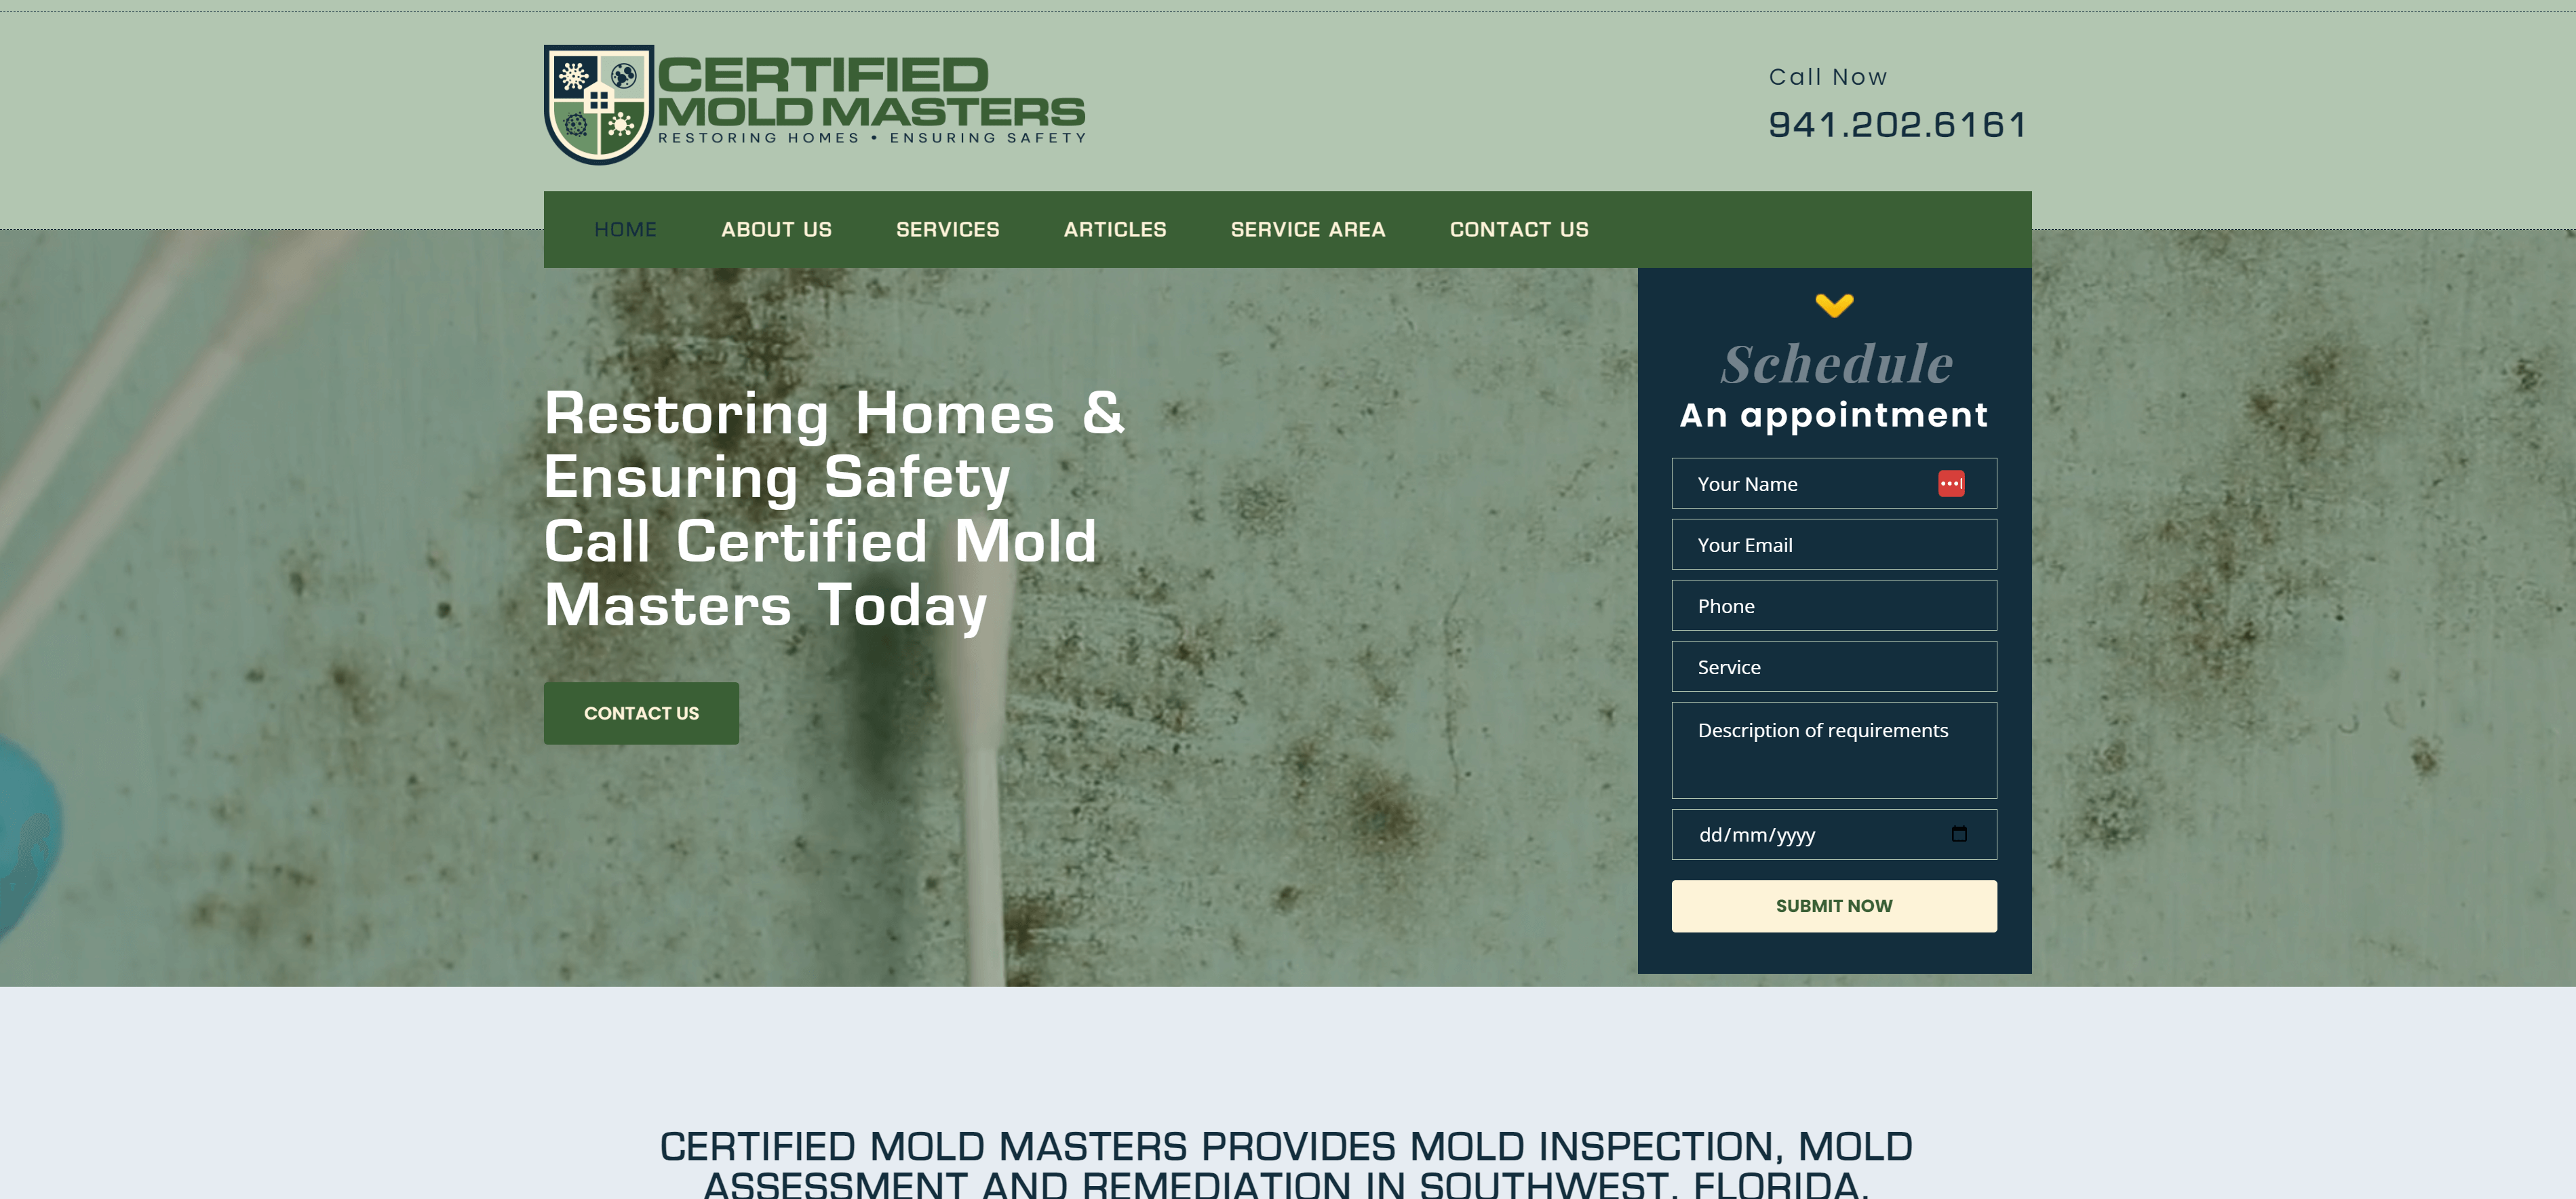 CERTIFIED
MOLD MASTERS
RESTORING HOMES • ENSURING SAFETY
Call Now
941.202.6161
HOME ABOUT US SERVICES ARTICLES SERVICE AREA CONTACT US
Restoring Homes &
Ensuring Safety
Call Certified Mold
Masters Today
CONTACT US
Schedule
An appointment
Your Name
Your Email
Phone
Service
Description of requirements
dd/mm/yyyy
SUBMIT NOW
CERTIFIED MOLD MASTERS PROVIDES MOLD INSPECTION, MOLD
ASSESSMENT AND REMEDIATION IN SOUTHWEST, FLORIDA.